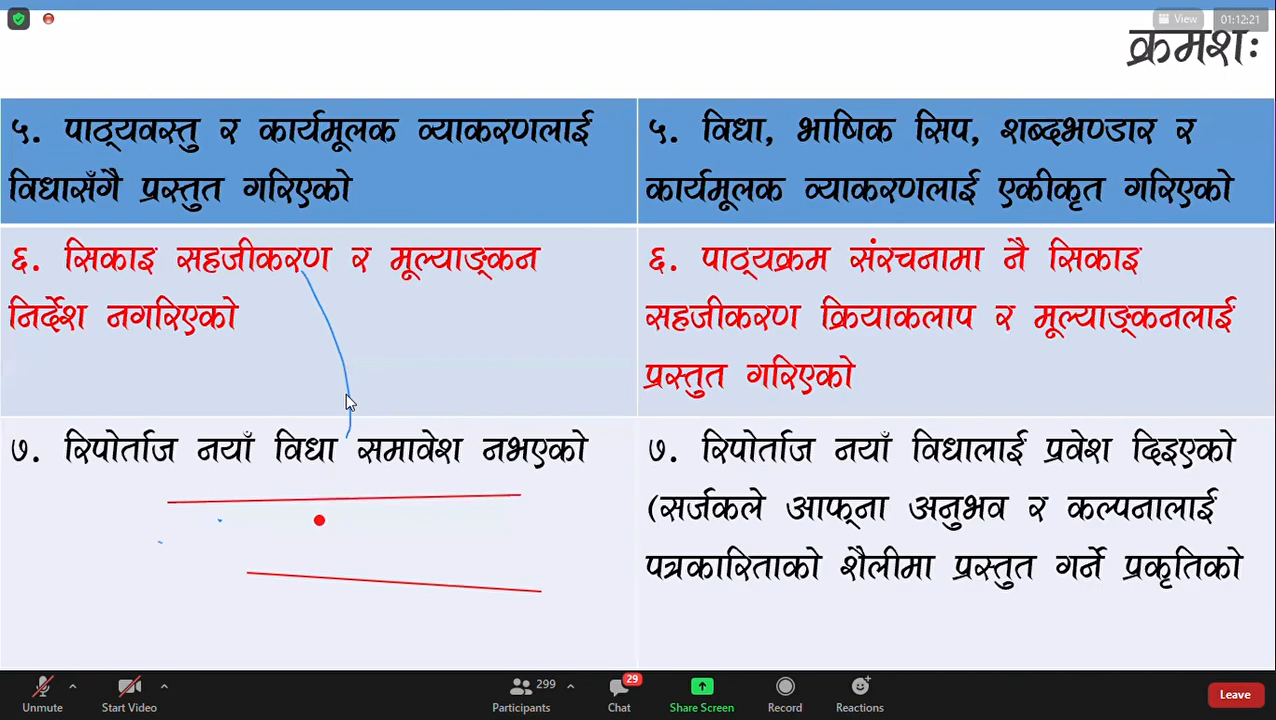 View
01:12:21
क्रमशः
५. पाठ्यवस्तु र कार्यमूलक व्याकरणलाई
विधासँगै प्रस्तुत गरिएको
५. विधा, भाषिक सिप, शब्दभण्डार र
कार्यमूलक व्याकरणलाई एकीकृत गरिएको
६. सिकाइ सहजीकरण र मूल्याङ्कन
निर्देश नगरिएको
६. पाठ्यक्रम संरचनामा नै सिकाइ
सहजीकरण क्रियाकलाप र मूल्याङ्कनलाई
प्रस्तुत गरिएको
७. रिपोर्ताज नयाँ विधा समावेश नभएको
७. रिपोर्ताज नयाँ विधालाई प्रवेश दिइएको
(सर्जकले आफ्ना अनुभव र कल्पनालाई
पत्रकारिताको शैलीमा प्रस्तुत गर्ने प्रकृतिको
Unmute
Start Video
299
Participants
29
Chat
Share Screen
Record
Reactions
Leave